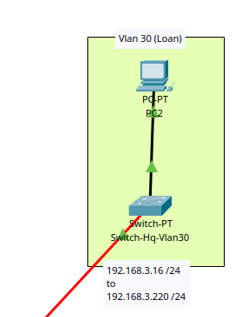 Vlan 30 (Loan)
PC-PT
PC2
Switch-PT
Switch-Hq-Vlan30
192.168.3.16 /24
to
192.168.3.220 /24